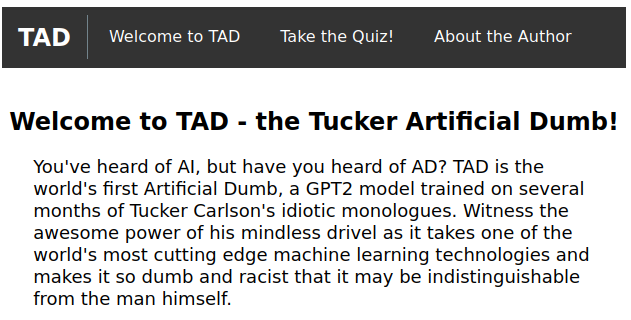 TAD Welcome to TAD Take the Quiz! About the Author
Welcome to TAD - the Tucker Artificial Dumb!
You've heard of AI, but have you heard of AD? TAD is the
world's first Artificial Dumb, a GPT2 model trained on several
months of Tucker Carlson's idiotic monologues. Witness the
awesome power of his mindless drivel as it takes one of the
world's most cutting edge machine learning technologies and
makes it so dumb and racist that it may be indistinguishable
from the man himself.